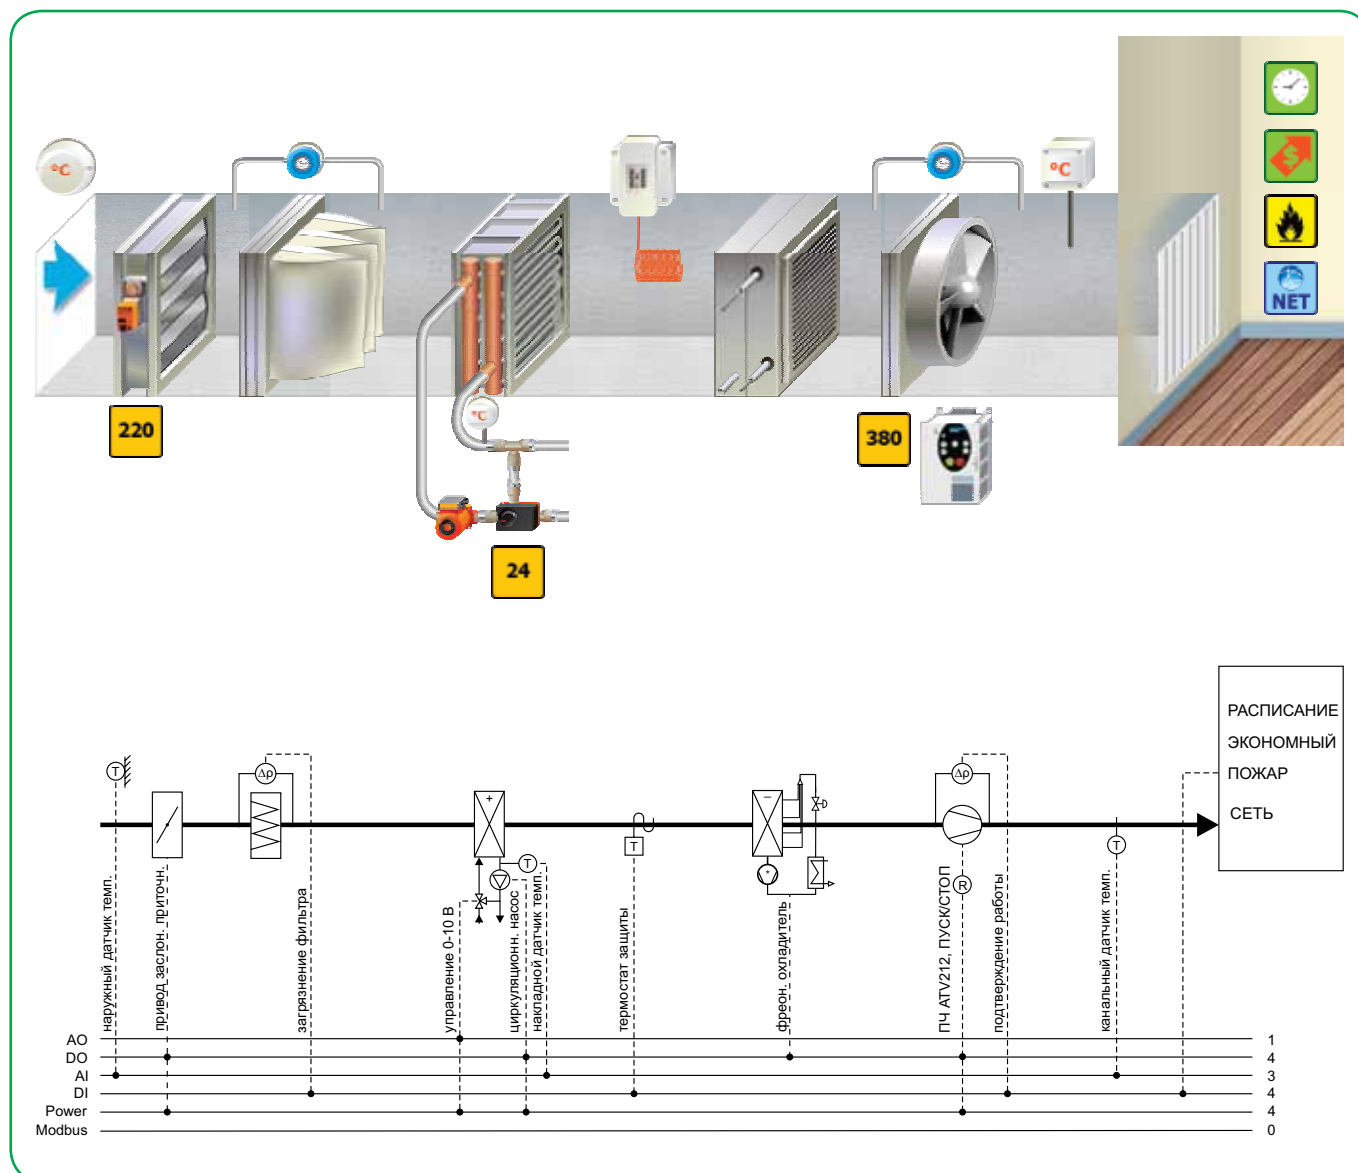 °C
°C
$
NET
220
°C
380
24
РАСПИСАНИЕ
ЭКОНОМНЫЙ
ПОЖАР
СЕТЬ
T
Δρ
+
T
T
−
*
Δρ
R
T
наружный датчик темп.
привод заслон. приточн.
загрязнение фильтра
управление 0-10 В
циркуляционн. насос
накладной датчик темп.
термостат защиты
фреон. охладитель
ПЧ ATV212, ПУСК/СТОП
подтверждение работы
канальный датчик темп.
AO 1
DO 4
AI 3
DI 4
Power 4
Modbus 0